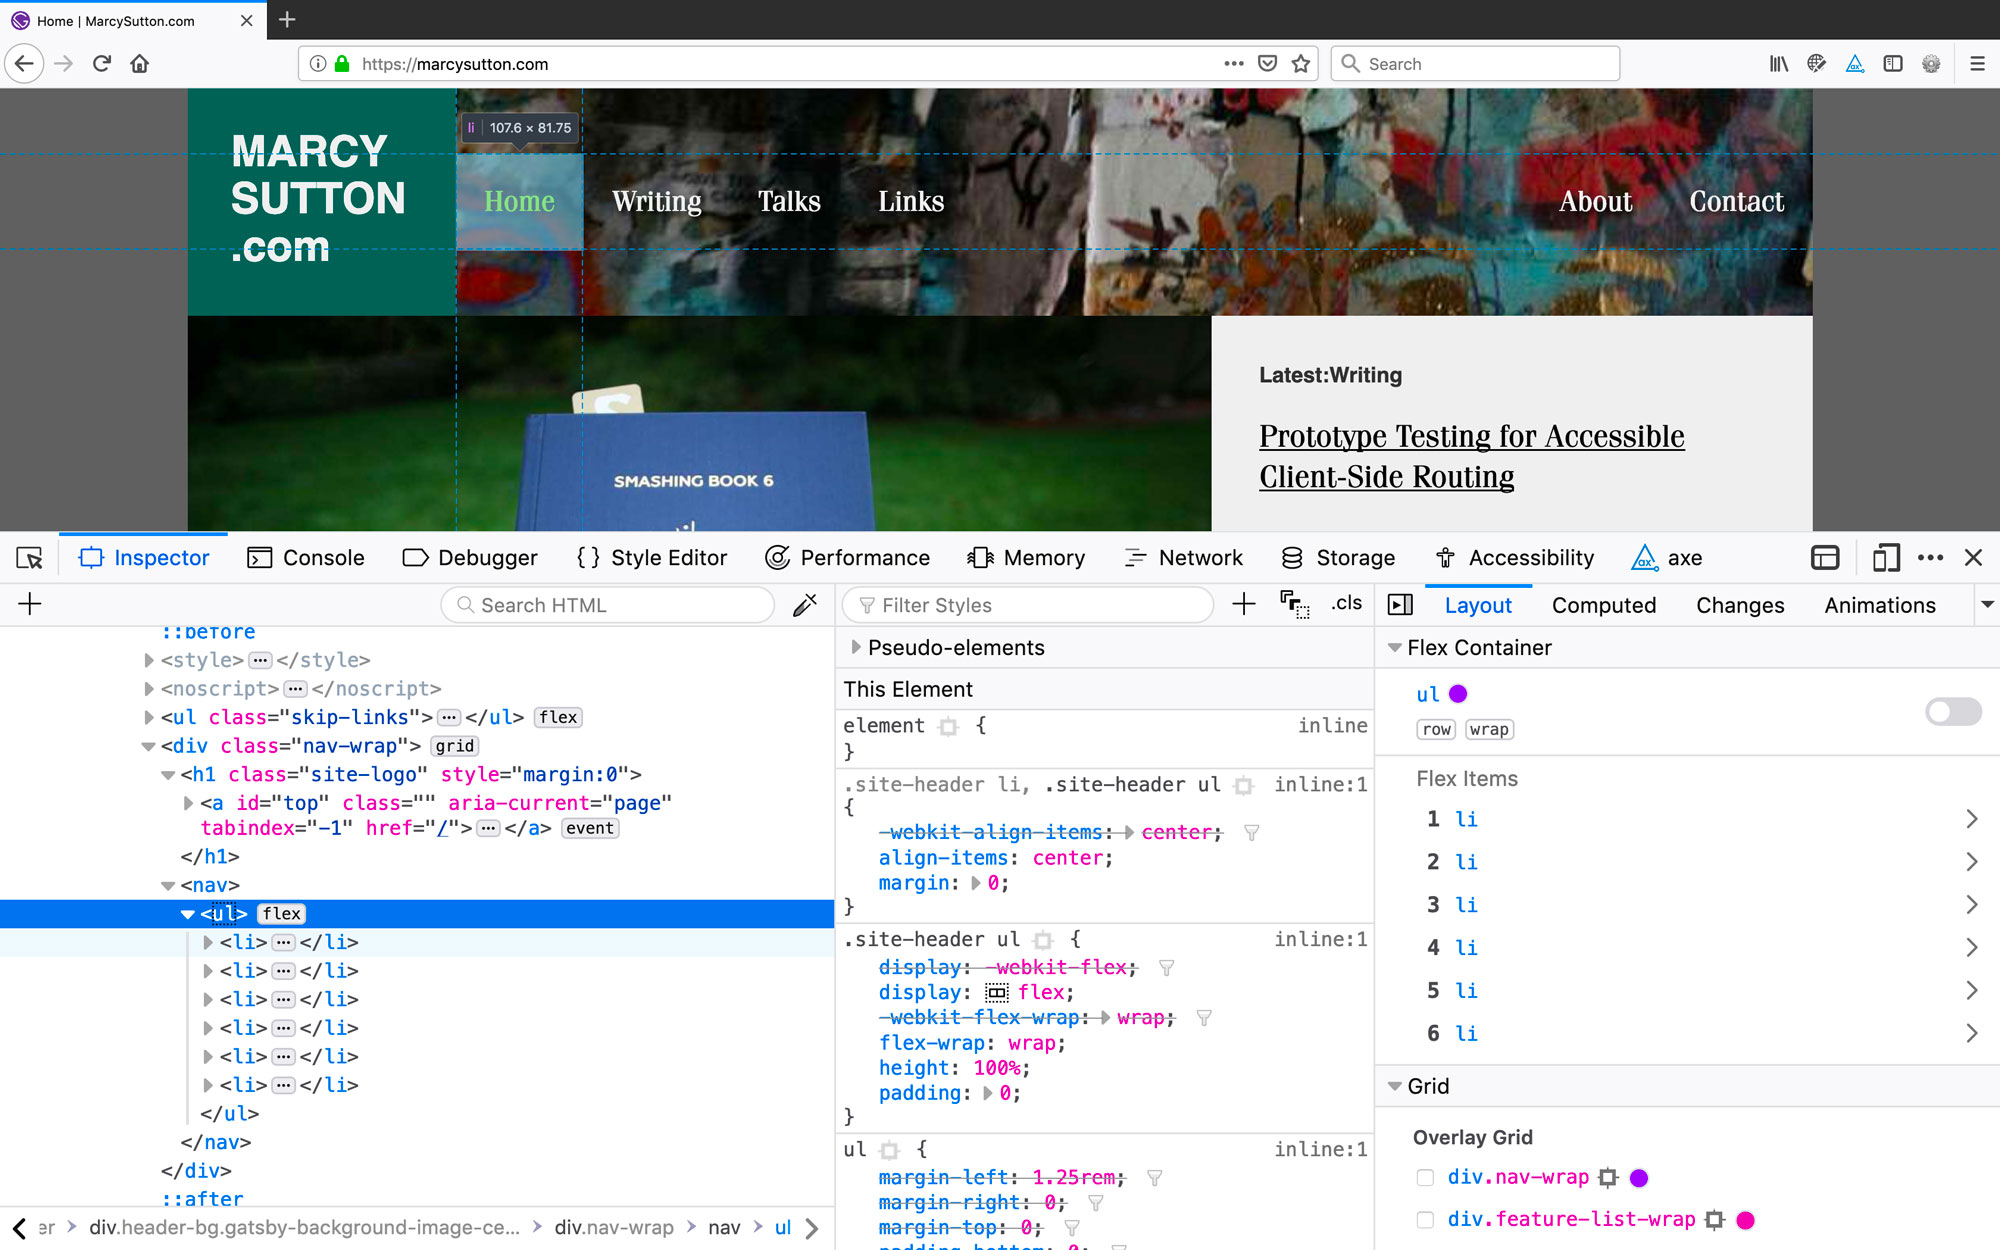 Home | MarcySutton.com
https://marcysutton.com
Search
MARCY
SUTTON
.com
li 107.6 × 81.75
Home Writing Talks Links About Contact
SMASHING BOOK 6
Latest:Writing
Prototype Testing for Accessible
Client-Side Routing
Inspector Console Debugger { } Style Editor Performance Memory Network Storage Accessibility axe
Search HTML
::before
<style>···</style>
<noscript>···</noscript>
<ul class="skip-links">···</ul> flex
<div class="nav-wrap"> grid
<h1 class="site-logo" style="margin:0">
<a id="top" class="" aria-current="page"
tabindex="-1" href="/">···</a> event
</h1>
<nav>
<ul> flex
<li>···</li>
<li>···</li>
<li>···</li>
<li>···</li>
<li>···</li>
<li>···</li>
</ul>
</nav>
</div>
::after
er > div.header-bg.gatsby-background-image-ce... > div.nav-wrap > nav > ul
Filter Styles
.cls
Pseudo-elements
This Element
element { inline
}
.site-header li, .site-header ul inline:1
{
-webkit-align-items: center;
align-items: center;
margin: 0;
}
.site-header ul { inline:1
display: -webkit-flex;
display: flex;
-webkit-flex-wrap: wrap;
flex-wrap: wrap;
height: 100%;
padding: 0;
}
ul { inline:1
margin-left: 1.25rem;
margin-right: 0;
margin-top: 0;
padding-bottom: 0;
Layout Computed Changes Animations
Flex Container
ul
row wrap
Flex Items
1 li
2 li
3 li
4 li
5 li
6 li
Grid
Overlay Grid
div.nav-wrap
div.feature-list-wrap